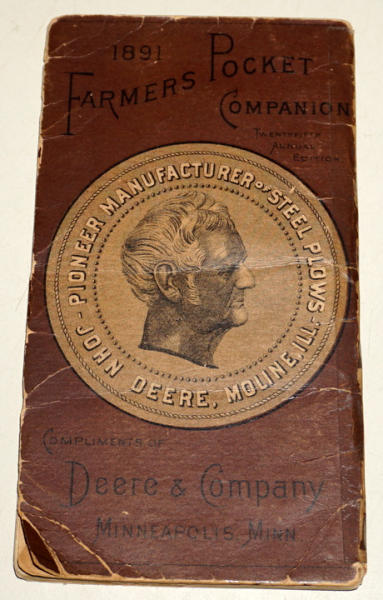 1891
FARMERS POCKET
COMPANION
TWENTYFIFTH
ANNUAL
EDITION
PIONEER MANUFACTURER OF STEEL PLOWS.
JOHN DEERE, MOLINE, ILL.
COMPLIMENTS OF
Deere & Company
MINNEAPOLIS, MINN.